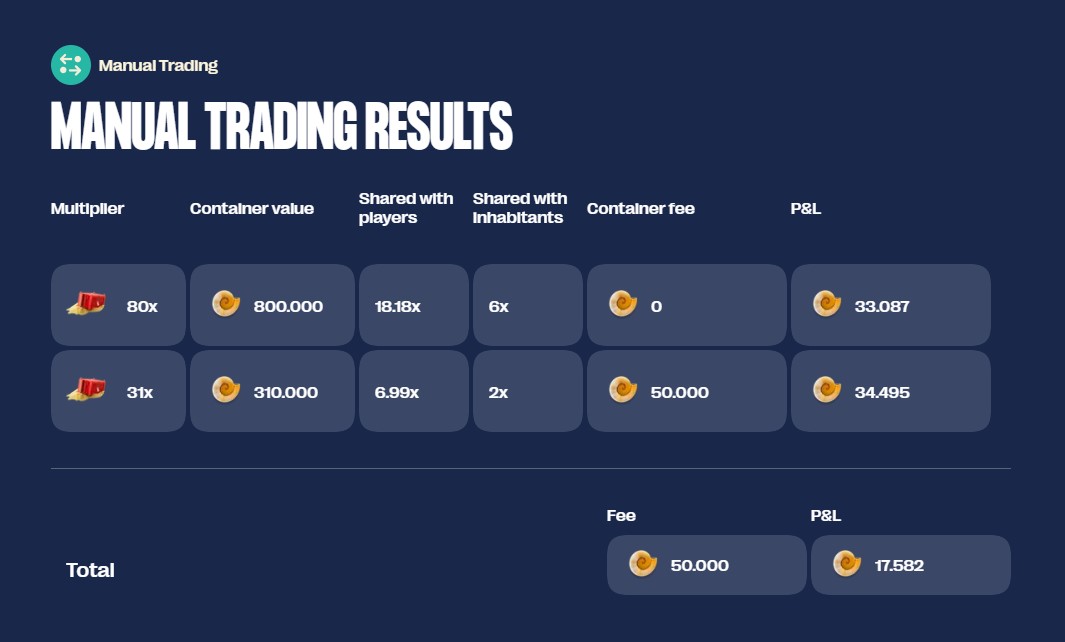 Manual Trading
MANUAL TRADING RESULTS
Multiplier Container value Shared with players Shared with inhabitants Container fee P&L
80x 800.000 18.18x 6x 0 33.087
31x 310.000 6.99x 2x 50.000 34.495
Fee P&L
Total 50.000 17.582